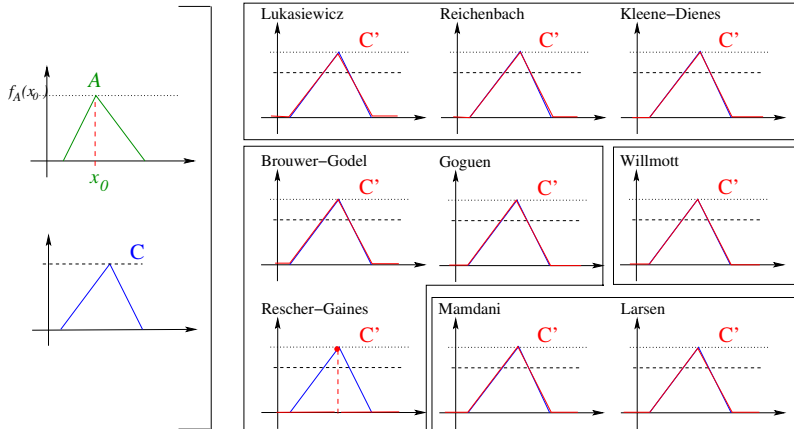 f_A(x_0)
A
x_0
C
Lukasiewicz
C'
Reichenbach
C'
Kleene-Dienes
C'
Brouwer-Godel
C'
Goguen
C'
Willmott
C'
Rescher-Gaines
C'
Mamdani
C'
Larsen
C'